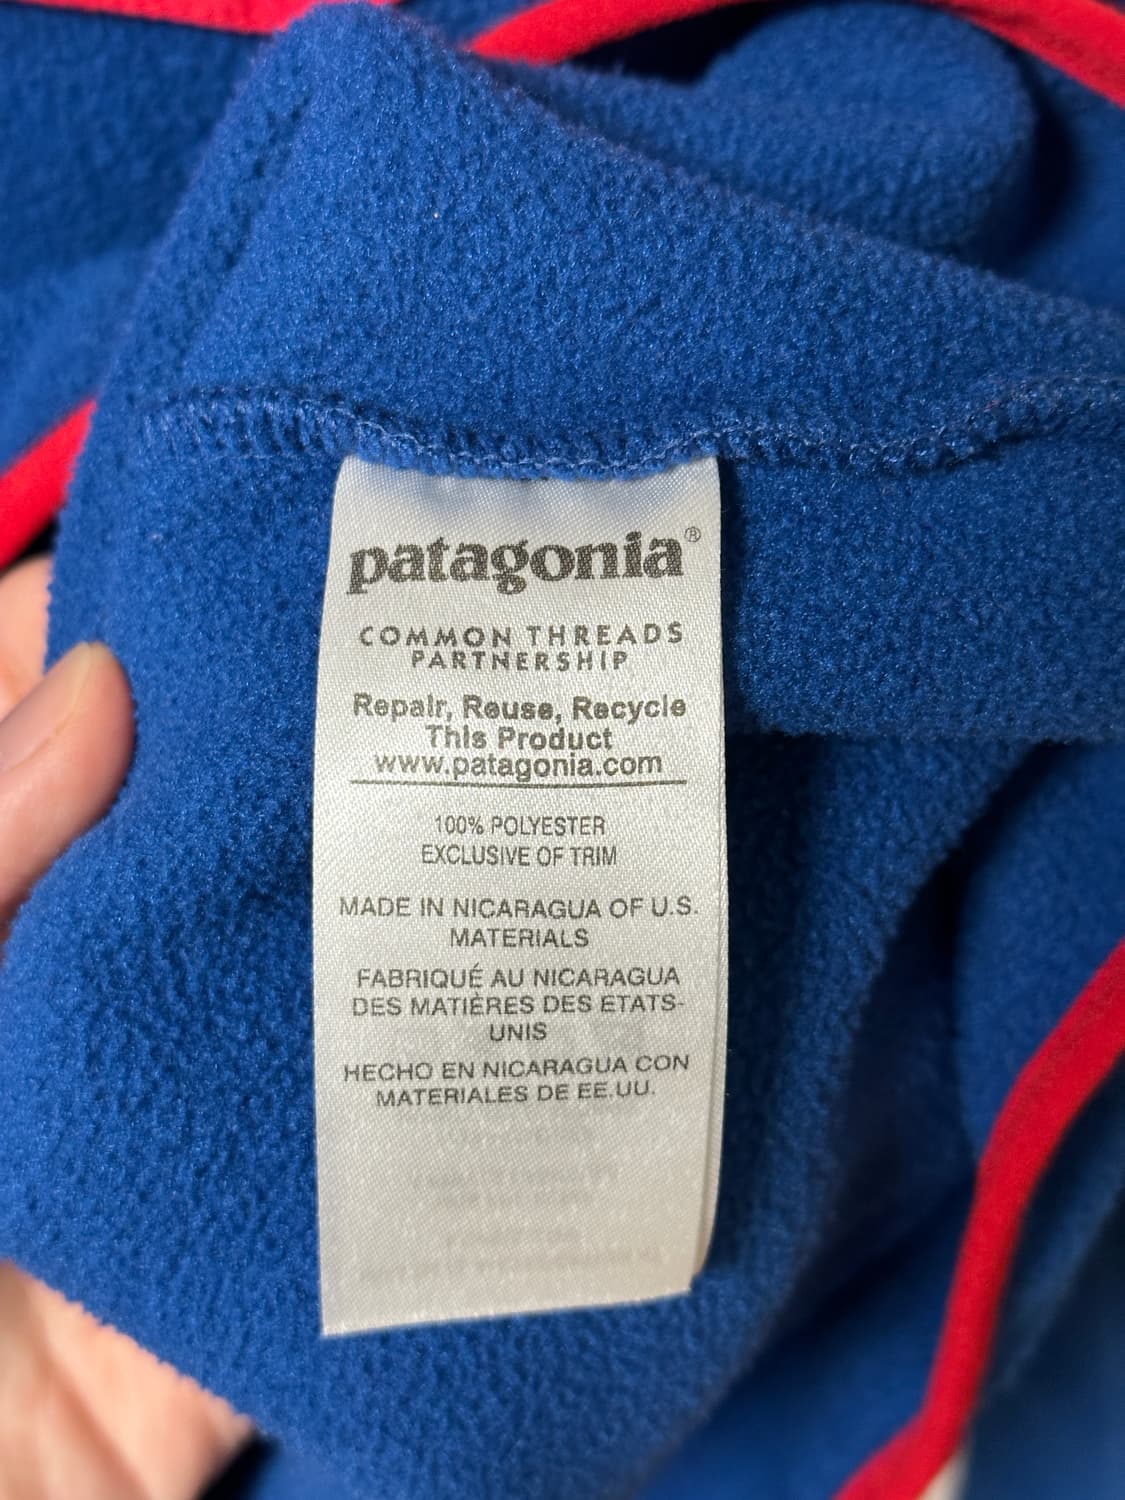 patagonia®
COMMON THREADS
PARTNERSHIP
Repair, Reuse, Recycle
This Product
www.patagonia.com
100% POLYESTER
EXCLUSIVE OF TRIM
MADE IN NICARAGUA OF U.S.
MATERIALS
FABRIQUÉ AU NICARAGUA
DES MATIÈRES DES ETATS-
UNIS
HECHO EN NICARAGUA CON
MATERIALES DE EE.UU.